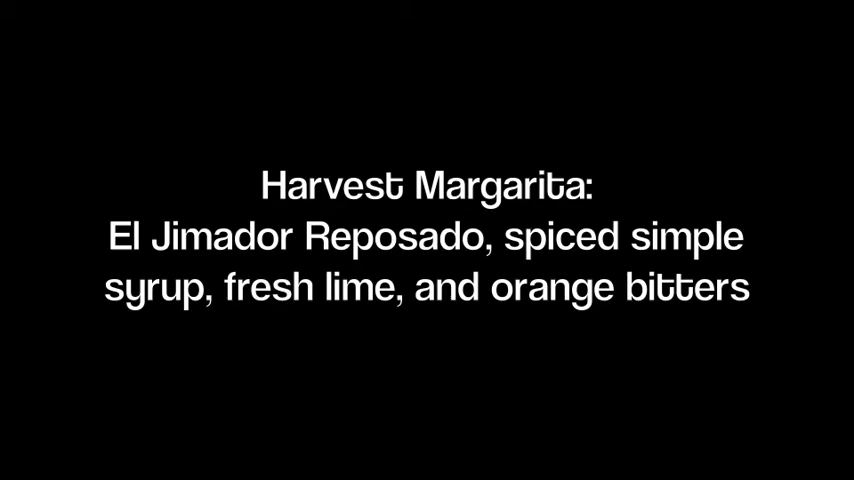 Harvest Margarita:
El Jimador Reposado, spiced simple
syrup, fresh lime, and orange bitters